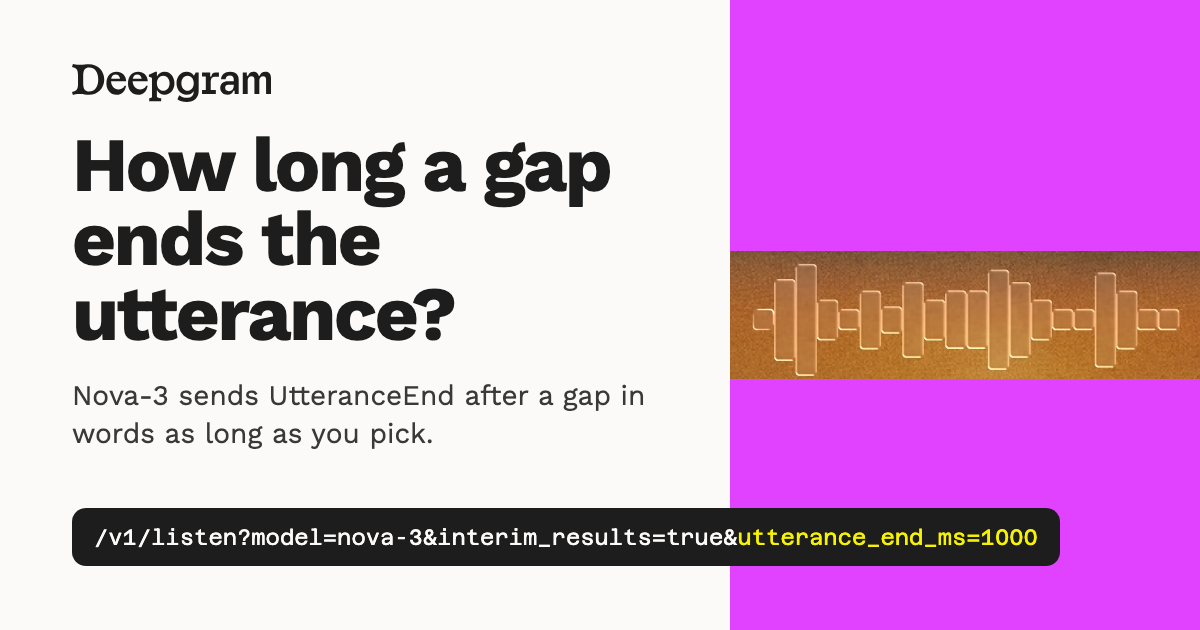 Deepgram
How long a gap
ends the
utterance?
Nova-3 sends UtteranceEnd after a gap in
words as long as you pick.
/v1/listen?model=nova-3&interim_results=true&utterance_end_ms=1000